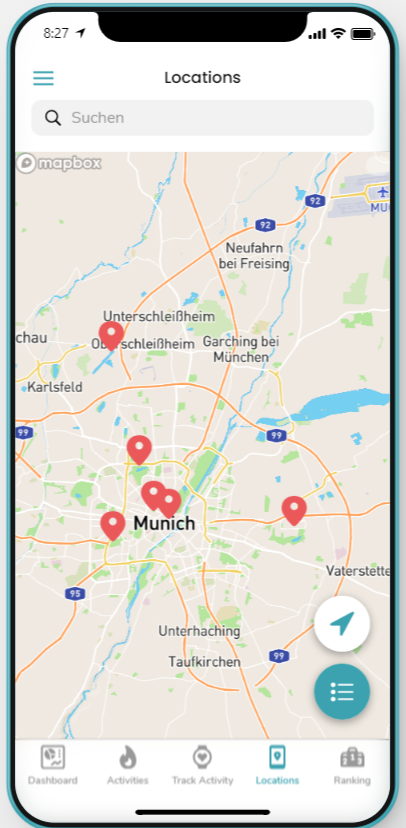 8:27
Locations
Suchen
mapbox
92
92
MU
Neufahrn
bei Freising
Unterschleißheim
Garching bei
München
chau
Karlsfeld
99
99
Munich
Vaterstette
95
Unterhaching
99
Taufkirchen
Dashboard
Activities
Track Activity
Locations
Ranking